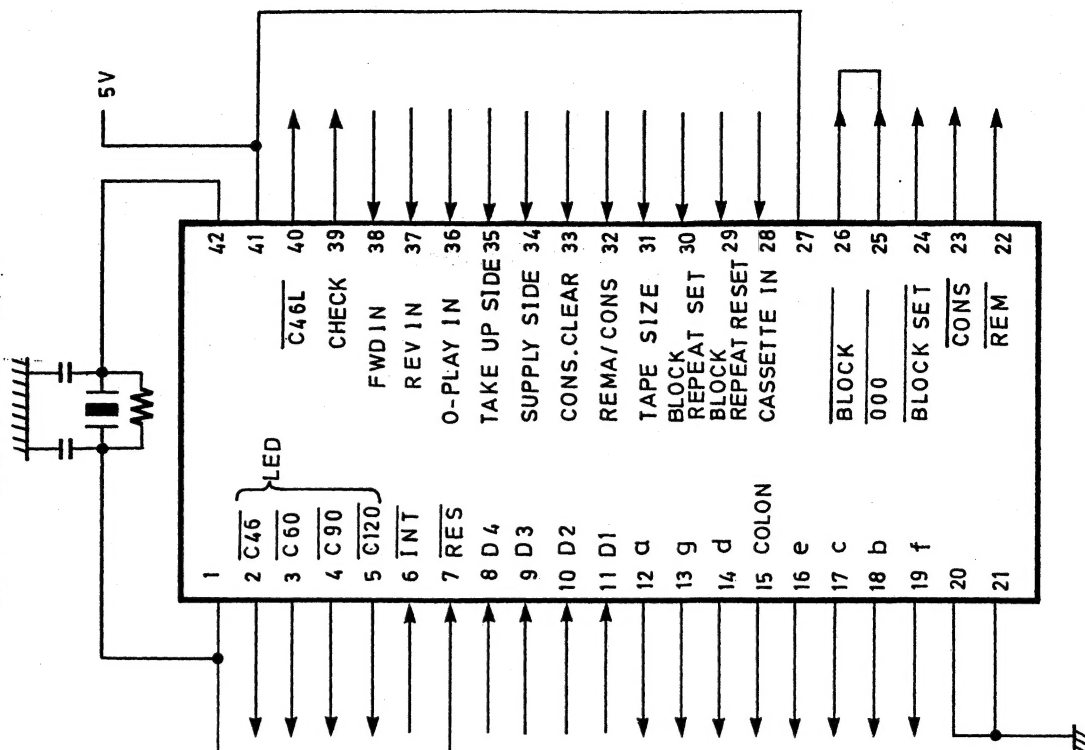 5V
42
41
40 C46L
39 CHECK
38 FWDIN
37 REV IN
36 O-PLAY IN
35 TAKE UP SIDE
34 SUPPLY SIDE
33 CONS.CLEAR
32 REMA/CONS
31 TAPE SIZE
30 BLOCK
REPEAT SET
29 BLOCK
REPEAT RESET
28 CASSETTE IN
27
26 BLOCK
25 000
24 BLOCK SET
23 CONS
22 REM
1
2 C46
3 C60
4 C90
5 C120
LED
6 INT
7 RES
8 D4
9 D3
10 D2
11 D1
12 a
13 g
14 d
15 COLON
16 e
17 c
18 b
19 f
20
21